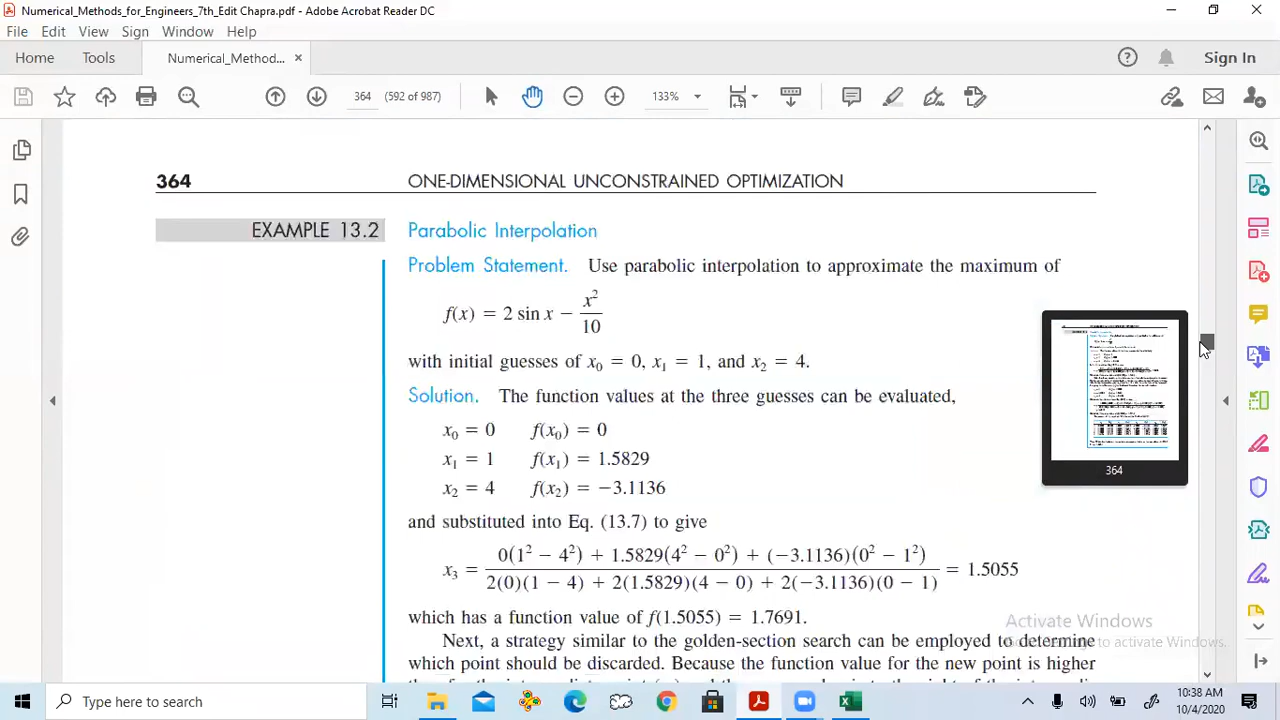 Numerical_Methods_for_Engineers_7th_Edit Chapra.pdf - Adobe Acrobat Reader DC
File Edit View Sign Window Help
Home Tools Numerical_Method... × Sign In
364 (592 of 987) 133%
364 ONE-DIMENSIONAL UNCONSTRAINED OPTIMIZATION
EXAMPLE 13.2 Parabolic Interpolation
Problem Statement. Use parabolic interpolation to approximate the maximum of
f(x) = 2 sin x − x²/10
with initial guesses of x₀ = 0, x₁ = 1, and x₂ = 4.
Solution. The function values at the three guesses can be evaluated,
x₀ = 0 f(x₀) = 0
x₁ = 1 f(x₁) = 1.5829
x₂ = 4 f(x₂) = −3.1136
and substituted into Eq. (13.7) to give
x₃ = 0(1² − 4²) + 1.5829(4² − 0²) + (−3.1136)(0² − 1²) / 2(0)(1 − 4) + 2(1.5829)(4 − 0) + 2(−3.1136)(0 − 1) = 1.5055
which has a function value of f(1.5055) = 1.7691.
Next, a strategy similar to the golden-section search can be employed to determine
which point should be discarded. Because the function value for the new point is higher
364
Activate Windows
to activate Windows.
Type here to search
10:38 AM
10/4/2020